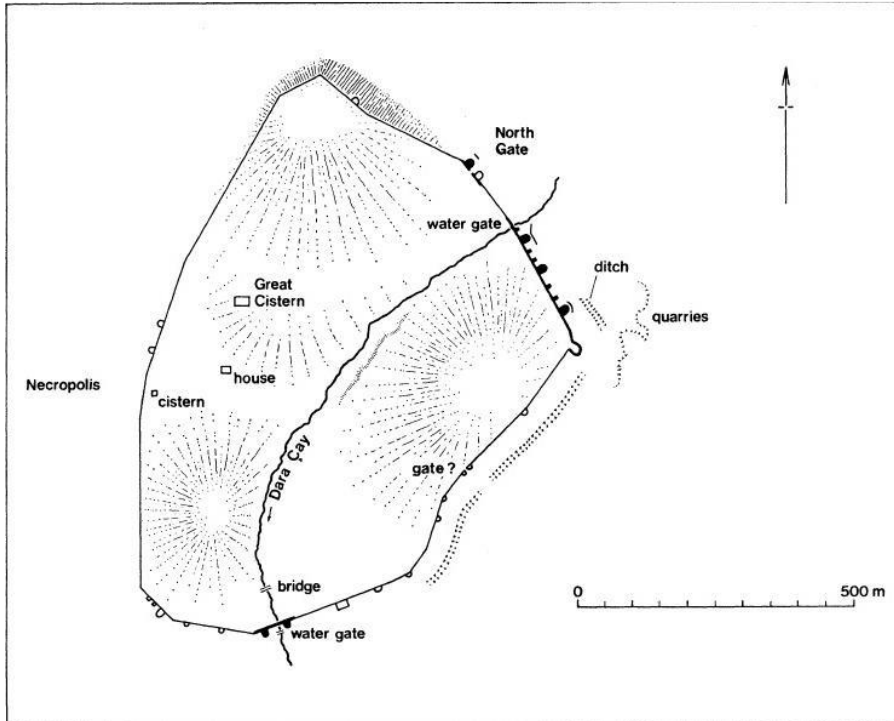 North
Gate
water gate
ditch
Great
Cistern
quarries
house
Necropolis
cistern
gate ?
← Dara Çay
bridge
0
500 m
water gate